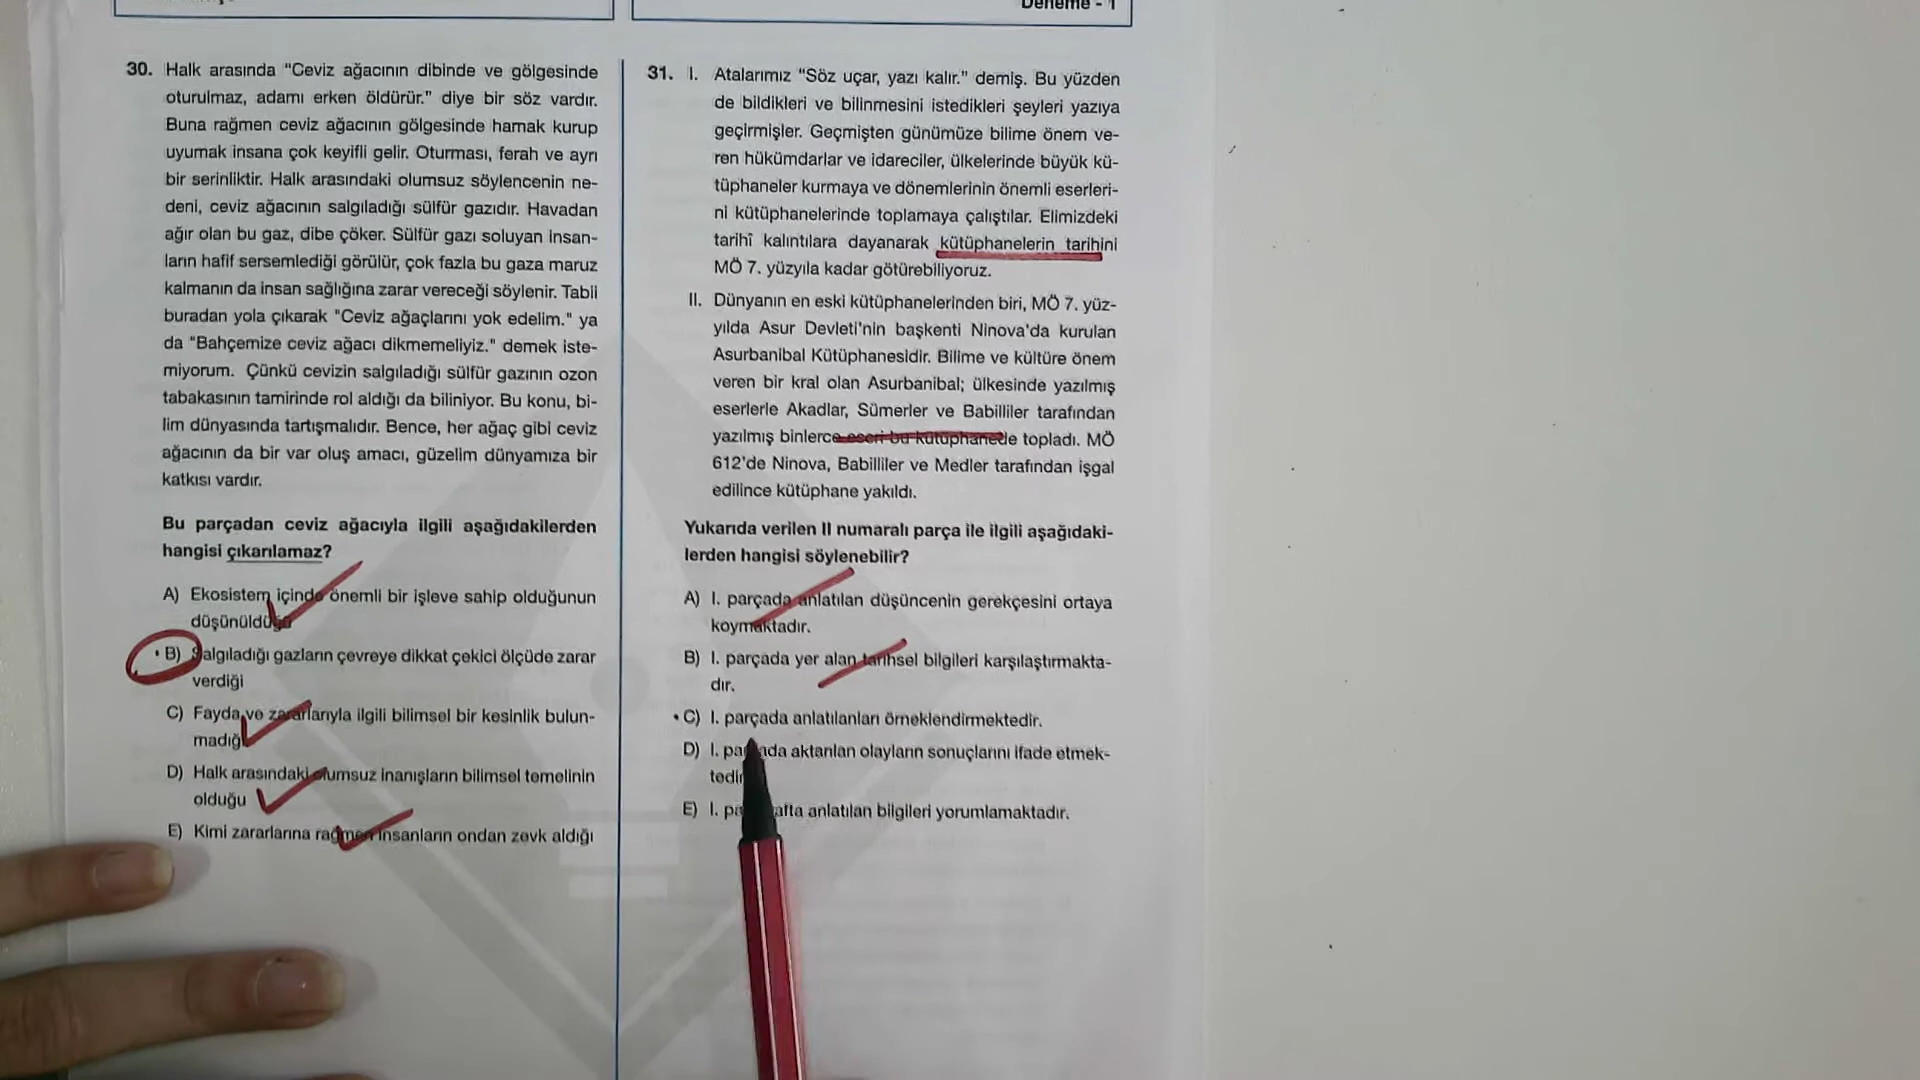 Deneme - 1
30. Halk arasında “Ceviz ağacının dibinde ve gölgesinde
oturulmaz, adamı erken öldürür.” diye bir söz vardır.
Buna rağmen ceviz ağacının gölgesinde hamak kurup
uyumak insana çok keyifli gelir. Oturması, ferah ve ayrı
bir serinliktir. Halk arasındaki olumsuz söylencenin ne-
deni, ceviz ağacının salgıladığı sülfür gazıdır. Havadan
ağır olan bu gaz, dibe çöker. Sülfür gazı soluyan insan-
ların hafif sersemlediği görülür, çok fazla bu gaza maruz
kalmanın da insan sağlığına zarar vereceği söylenir. Tabii
buradan yola çıkarak "Ceviz ağaçlarını yok edelim." ya
da "Bahçemize ceviz ağacı dikmemeliyiz." demek iste-
miyorum. Çünkü cevizin salgıladığı sülfür gazının ozon
tabakasının tamirinde rol aldığı da biliniyor. Bu konu, bi-
lim dünyasında tartışmalıdır. Bence, her ağaç gibi ceviz
ağacının da bir var oluş amacı, güzelim dünyamıza bir
katkısı vardır.
Bu parçadan ceviz ağacıyla ilgili aşağıdakilerden
hangisi çıkarılamaz?
A) Ekosistem içinde önemli bir işleve sahip olduğunun
düşünüldüğü
B) Salgıladığı gazların çevreye dikkat çekici ölçüde zarar
verdiği
C) Fayda ve zararlarıyla ilgili bilimsel bir kesinlik bulun-
madığı
D) Halk arasındaki olumsuz inanışların bilimsel temelinin
olduğu
E) Kimi zararlarına rağmen insanların ondan zevk aldığı
31. I. Atalarımız “Söz uçar, yazı kalır.” demiş. Bu yüzden
de bildikleri ve bilinmesini istedikleri şeyleri yazıya
geçirmişler. Geçmişten günümüze bilime önem ve-
ren hükümdarlar ve idareciler, ülkelerinde büyük kü-
tüphaneler kurmaya ve dönemlerinin önemli eserleri-
ni kütüphanelerinde toplamaya çalıştılar. Elimizdeki
tarihî kalıntılara dayanarak kütüphanelerin tarihini
MÖ 7. yüzyıla kadar götürebiliyoruz.
II. Dünyanın en eski kütüphanelerinden biri, MÖ 7. yüz-
yılda Asur Devleti'nin başkenti Ninova'da kurulan
Asurbanibal Kütüphanesidir. Bilime ve kültüre önem
veren bir kral olan Asurbanibal; ülkesinde yazılmış
eserlerle Akadlar, Sümerler ve Babilliler tarafından
yazılmış binlerce eseri bu kütüphanede topladı. MÖ
612'de Ninova, Babilliler ve Medler tarafından işgal
edilince kütüphane yakıldı.
Yukarıda verilen II numaralı parça ile ilgili aşağıdaki-
lerden hangisi söylenebilir?
A) I. parçada anlatılan düşüncenin gerekçesini ortaya
koymaktadır.
B) I. parçada yer alan tarihsel bilgileri karşılaştırmakta-
dır.
C) I. parçada anlatılanları örneklendirmektedir.
D) I. aktarılan olayların sonuçlarını ifade etmek-
E) I. anlatılan bilgileri yorumlamaktadır.